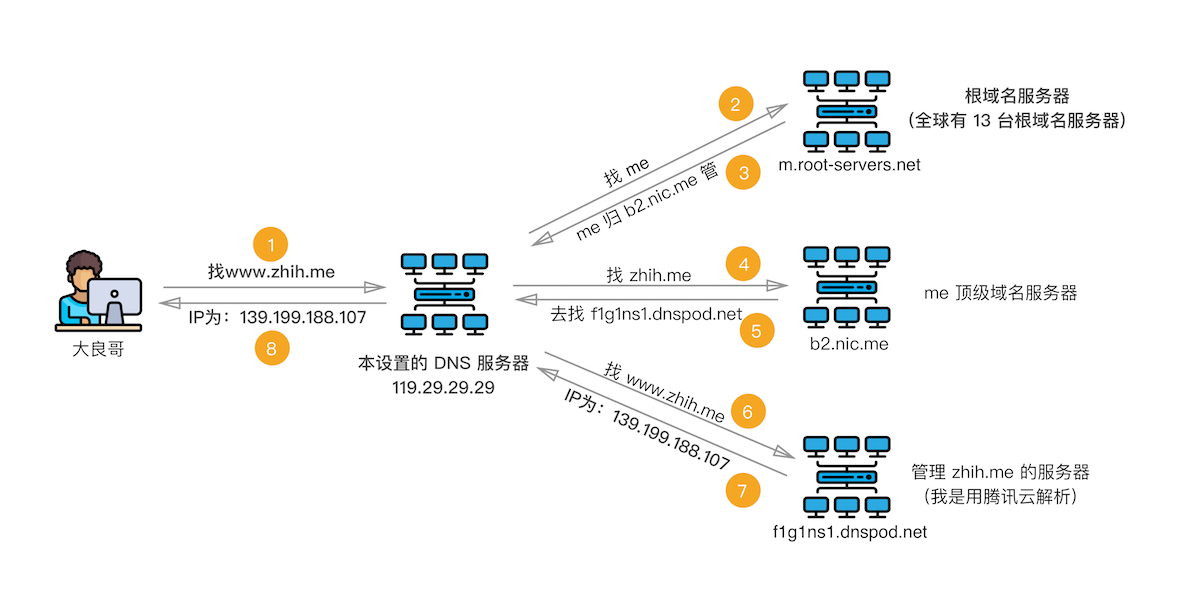 1
找www.zhih.me
IP为：139.199.188.107
8
大良哥
本设置的 DNS 服务器
119.29.29.29
2
找 me
me 归 b2.nic.me 管
3
根域名服务器
(全球有 13 台根域名服务器)
m.root-servers.net
4
找 zhih.me
去找 f1g1ns1.dnspod.net
5
me 顶级域名服务器
b2.nic.me
找 www.zhih.me
6
IP为：139.199.188.107
7
管理 zhih.me 的服务器
(我是用腾讯云解析)
f1g1ns1.dnspod.net